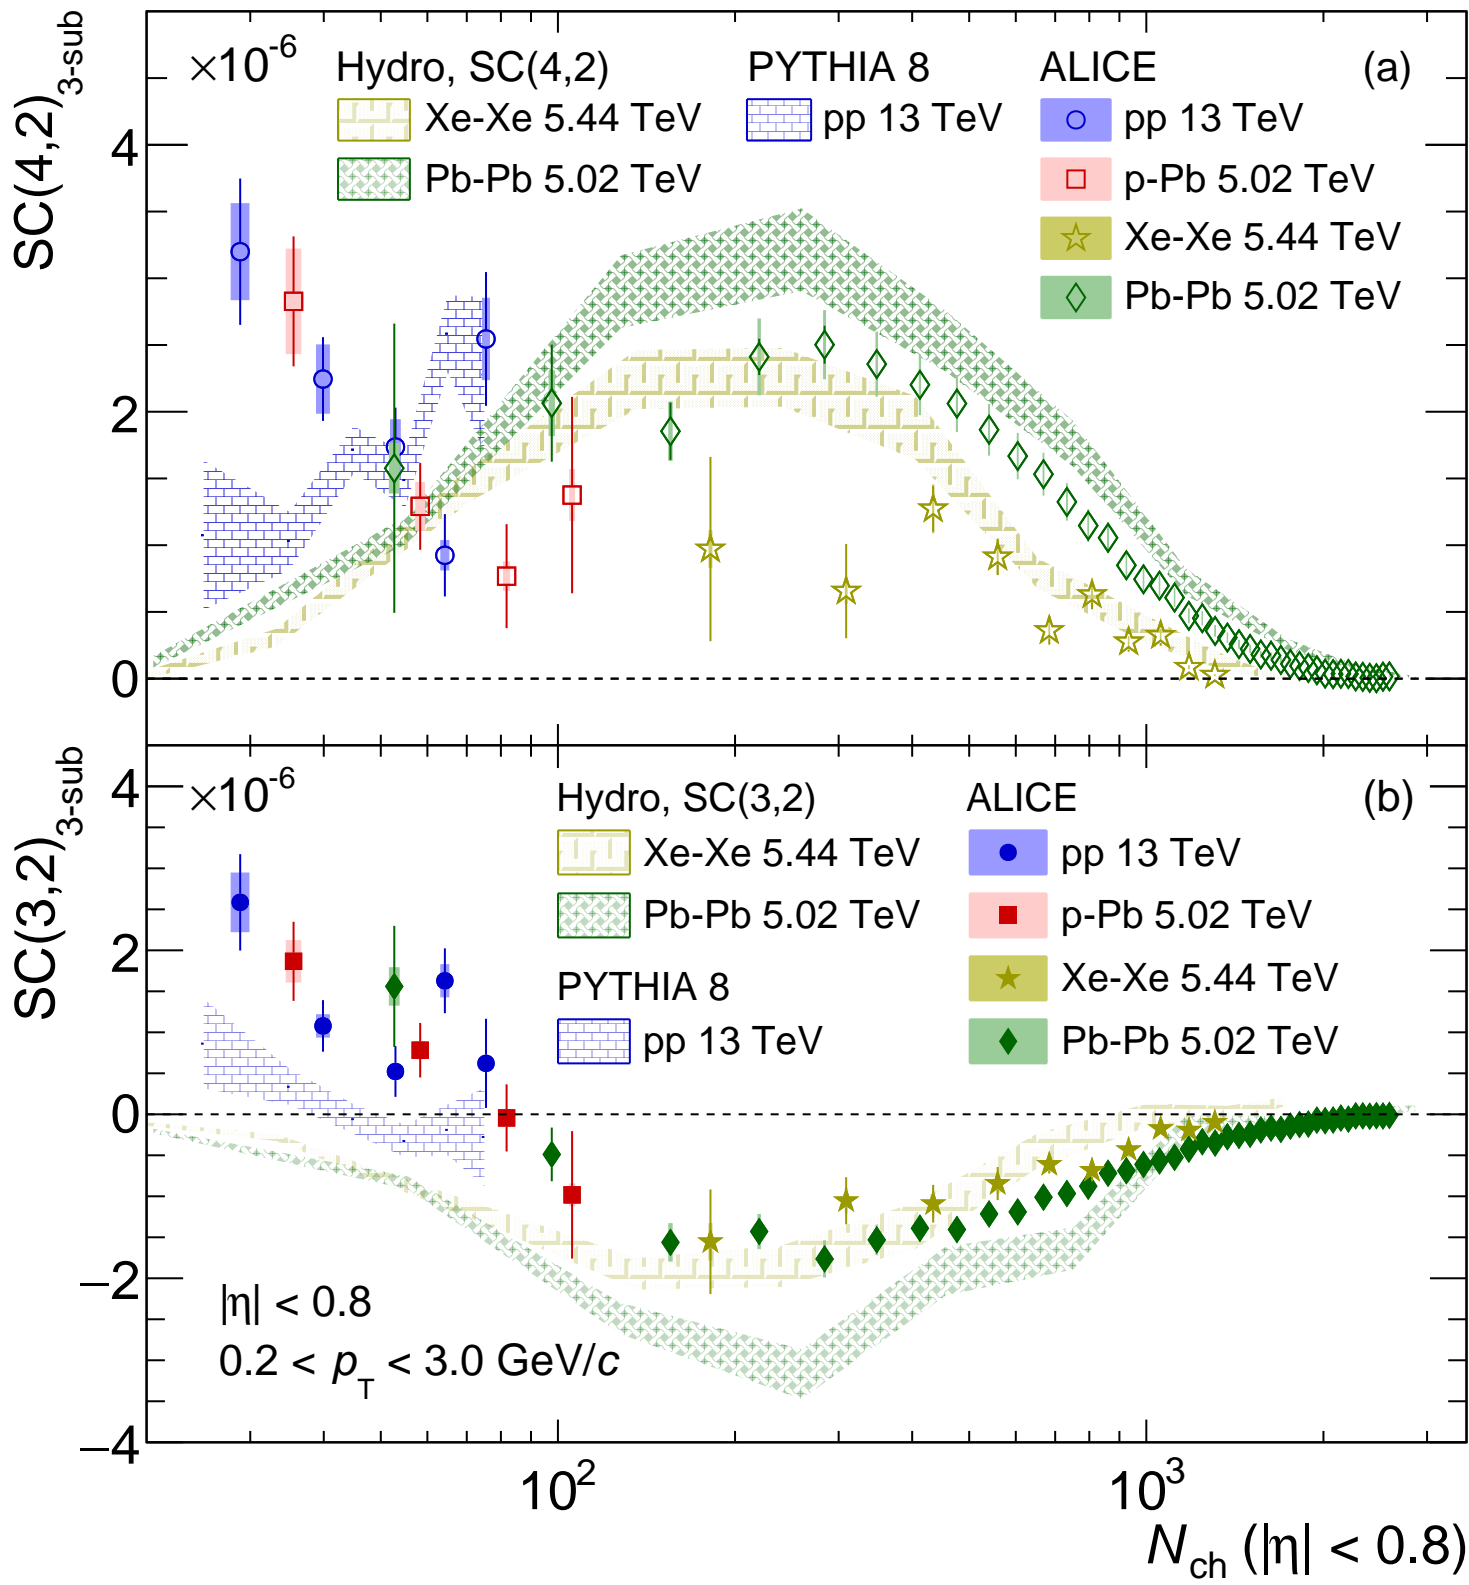 ×10⁻⁶
Hydro, SC(4,2)
PYTHIA 8
ALICE
(a)
Xe-Xe 5.44 TeV
pp 13 TeV
pp 13 TeV
Pb-Pb 5.02 TeV
p-Pb 5.02 TeV
Xe-Xe 5.44 TeV
Pb-Pb 5.02 TeV
SC(4,2)₃₋sub
4
2
0
×10⁻⁶
Hydro, SC(3,2)
ALICE
(b)
Xe-Xe 5.44 TeV
pp 13 TeV
Pb-Pb 5.02 TeV
p-Pb 5.02 TeV
PYTHIA 8
Xe-Xe 5.44 TeV
pp 13 TeV
Pb-Pb 5.02 TeV
SC(3,2)₃₋sub
4
2
0
−2
−4
|η| < 0.8
0.2 < p_T < 3.0 GeV/c
10²
10³
N_ch (|η| < 0.8)